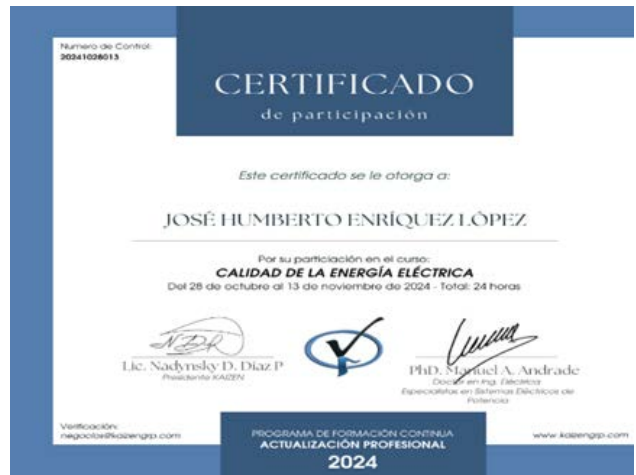 Numero de Control:
20241028013
CERTIFICADO
de participación
Este certificado se le otorga a:
JOSÉ HUMBERTO ENRÍQUEZ LÓPEZ
Por su particiación en el curso:
CALIDAD DE LA ENERGÍA ELÉCTRICA
Del 28 de octubre al 13 de noviembre de 2024 - Total: 24 horas
Lic. Nadynsky D. Díaz P
Presidente KAIZEN
PhD. Manuel A. Andrade
Doctor en Ing. Eléctrica
Especialistas en Sistemas Eléctricos de
Potencia
Verificación:
negocios@kaizengrp.com
PROGRAMA DE FORMACIÓN CONTINUA
ACTUALIZACIÓN PROFESIONAL
2024
www.kaizengrp.com